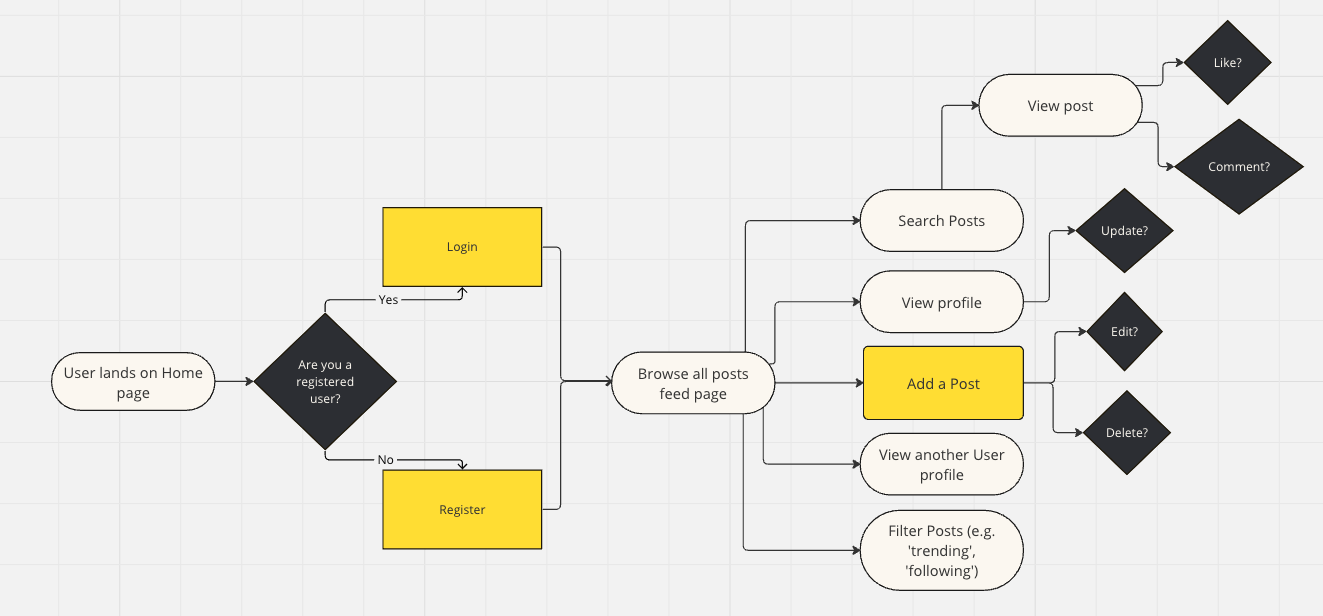 User lands on Home
page
Are you a
registered
user?
Yes
No
Login
Register
Browse all posts
feed page
Search Posts
View post
Like?
Comment?
View profile
Update?
Add a Post
Edit?
Delete?
View another User
profile
Filter Posts (e.g.
'trending',
'following')